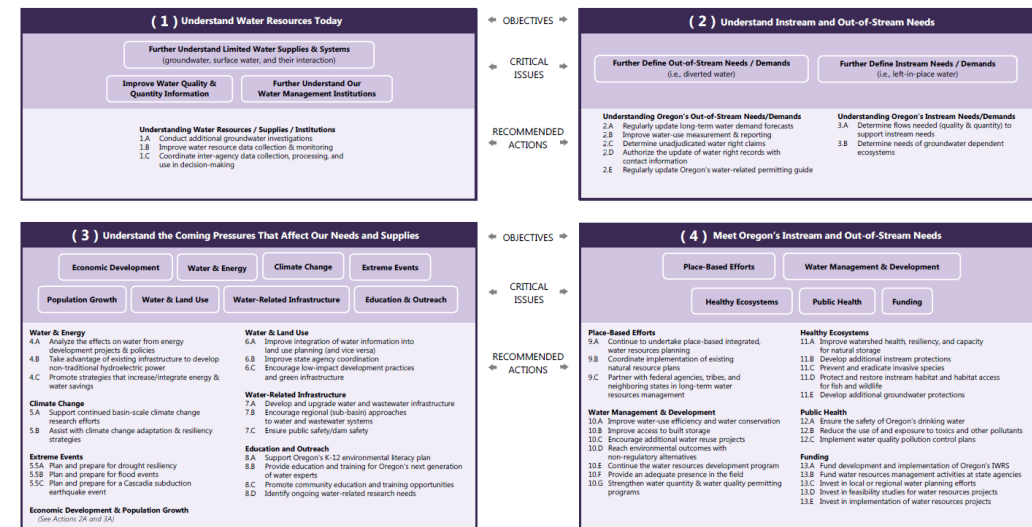 ( 1 ) Understand Water Resources Today
Further Understand Limited Water Supplies & Systems
(groundwater, surface water, and their interaction)
Improve Water Quality &
Quantity Information
Further Understand Our
Water Management Institutions
Understanding Water Resources / Supplies / Institutions
1.A Conduct additional groundwater investigations
1.B Improve water resource data collection & monitoring
1.C Coordinate inter-agency data collection, processing, and
use in decision-making
OBJECTIVES
CRITICAL
ISSUES
RECOMMENDED
ACTIONS
( 2 ) Understand Instream and Out-of-Stream Needs
Further Define Out-of-Stream Needs / Demands
(i.e., diverted water)
Further Define Instream Needs / Demands
(i.e., left-in-place water)
Understanding Oregon's Out-of-Stream Needs/Demands
2.A Regularly update long-term water demand forecasts
2.B Improve water-use measurement & reporting
2.C Determine unadjudicated water right claims
2.D Authorize the update of water right records with
contact information
2.E Regularly update Oregon's water-related permitting guide
Understanding Oregon's Instream Needs/Demands
3.A Determine flows needed (quality & quantity) to
support instream needs
3.B Determine needs of groundwater dependent
ecosystems
( 3 ) Understand the Coming Pressures That Affect Our Needs and Supplies
Economic Development
Water & Energy
Climate Change
Extreme Events
Population Growth
Water & Land Use
Water-Related Infrastructure
Education & Outreach
Water & Energy
4.A Analyze the effects on water from energy
development projects & policies
4.B Take advantage of existing infrastructure to develop
non-traditional hydroelectric power
4.C Promote strategies that increase/integrate energy &
water savings
Climate Change
5.A Support continued basin-scale climate change
research efforts
5.B Assist with climate change adaptation & resiliency
strategies
Extreme Events
5.5A Plan and prepare for drought resiliency
5.5B Plan and prepare for flood events
5.5C Plan and prepare for a Cascadia subduction
earthquake event
Economic Development & Population Growth
(See Actions 2A and 3A)
Water & Land Use
6.A Improve integration of water information into
land use planning (and vice versa)
6.B Improve state agency coordination
6.C Encourage low-impact development practices
and green infrastructure
Water-Related Infrastructure
7.A Develop and upgrade water and wastewater infrastructure
7.B Encourage regional (sub-basin) approaches
to water and wastewater systems
7.C Ensure public safety/dam safety
Education and Outreach
8.A Support Oregon's K-12 environmental literacy plan
8.B Provide education and training for Oregon's next generation
of water experts
8.C Promote community education and training opportunities
8.D Identify ongoing water-related research needs
OBJECTIVES
CRITICAL
ISSUES
RECOMMENDED
ACTIONS
( 4 ) Meet Oregon's Instream and Out-of-Stream Needs
Place-Based Efforts
Water Management & Development
Healthy Ecosystems
Public Health
Funding
Place-Based Efforts
9.A Continue to undertake place-based integrated,
water resources planning
9.B Coordinate implementation of existing
natural resource plans
9.C Partner with federal agencies, tribes, and
neighboring states in long-term water
resources management
Water Management & Development
10.A Improve water-use efficiency and water conservation
10.B Improve access to built storage
10.C Encourage additional water reuse projects
10.D Reach environmental outcomes with
non-regulatory alternatives
10.E Continue the water resources development program
10.F Provide an adequate presence in the field
10.G Strengthen water quantity & water quality permitting
programs
Healthy Ecosystems
11.A Improve watershed health, resiliency, and capacity
for natural storage
11.B Develop additional instream protections
11.C Prevent and eradicate invasive species
11.D Protect and restore instream habitat and habitat access
for fish and wildlife
11.E Develop additional groundwater protections
Public Health
12.A Ensure the safety of Oregon's drinking water
12.B Reduce the use of and exposure to toxics and other pollutants
12.C Implement water quality pollution control plans
Funding
13.A Fund development and implementation of Oregon's IWRS
13.B Fund water resources management activities at state agencies
13.C Invest in local or regional water planning efforts
13.D Invest in feasibility studies for water resources projects
13.E Invest in implementation of water resources projects